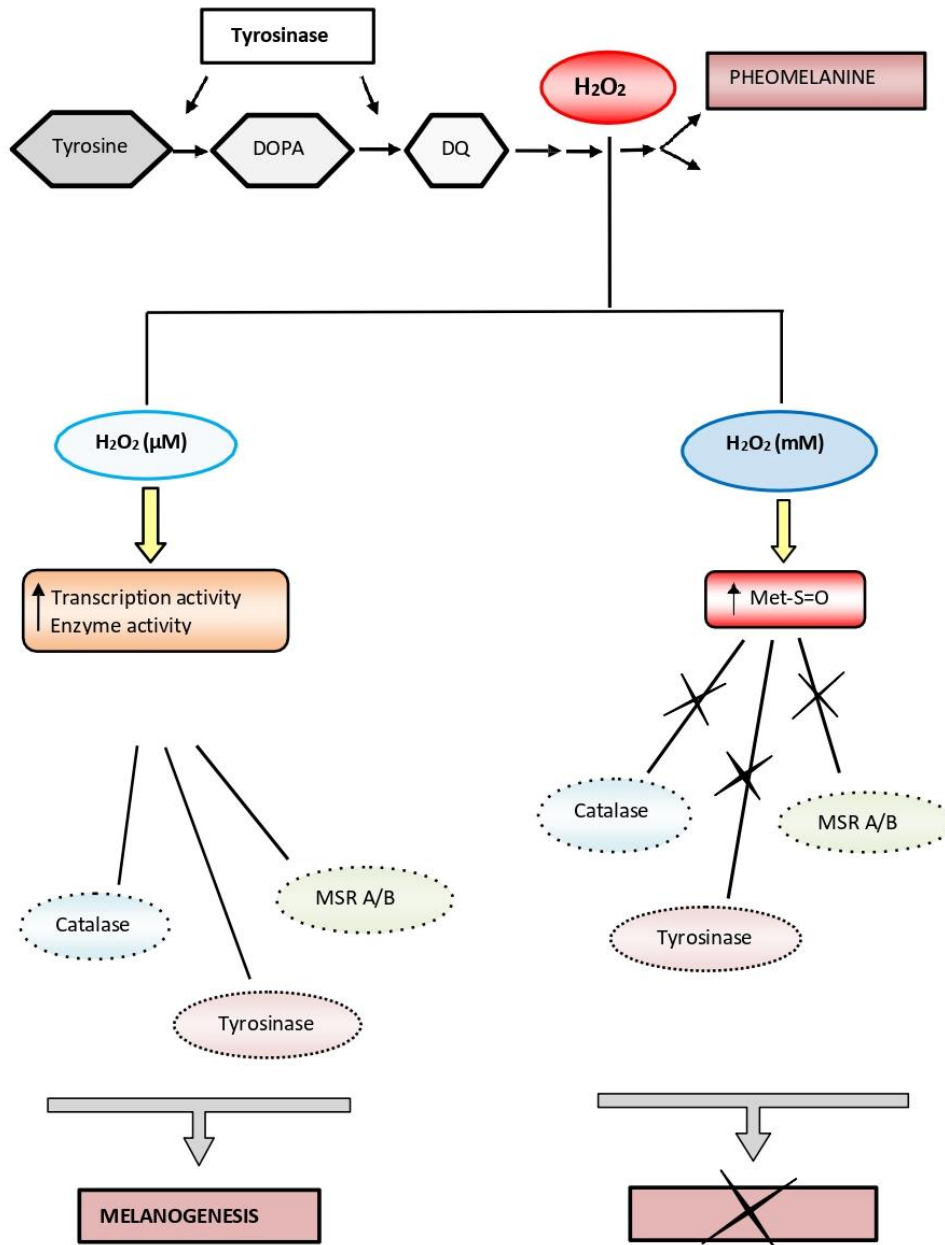 Tyrosinase
H₂O₂
PHEOMELANINE
Tyrosine
DOPA
DQ
H₂O₂ (µM)
H₂O₂ (mM)
Transcription activity
Enzyme activity
Met-S=O
Catalase
MSR A/B
Tyrosinase
Catalase
MSR A/B
Tyrosinase
MELANOGENESIS